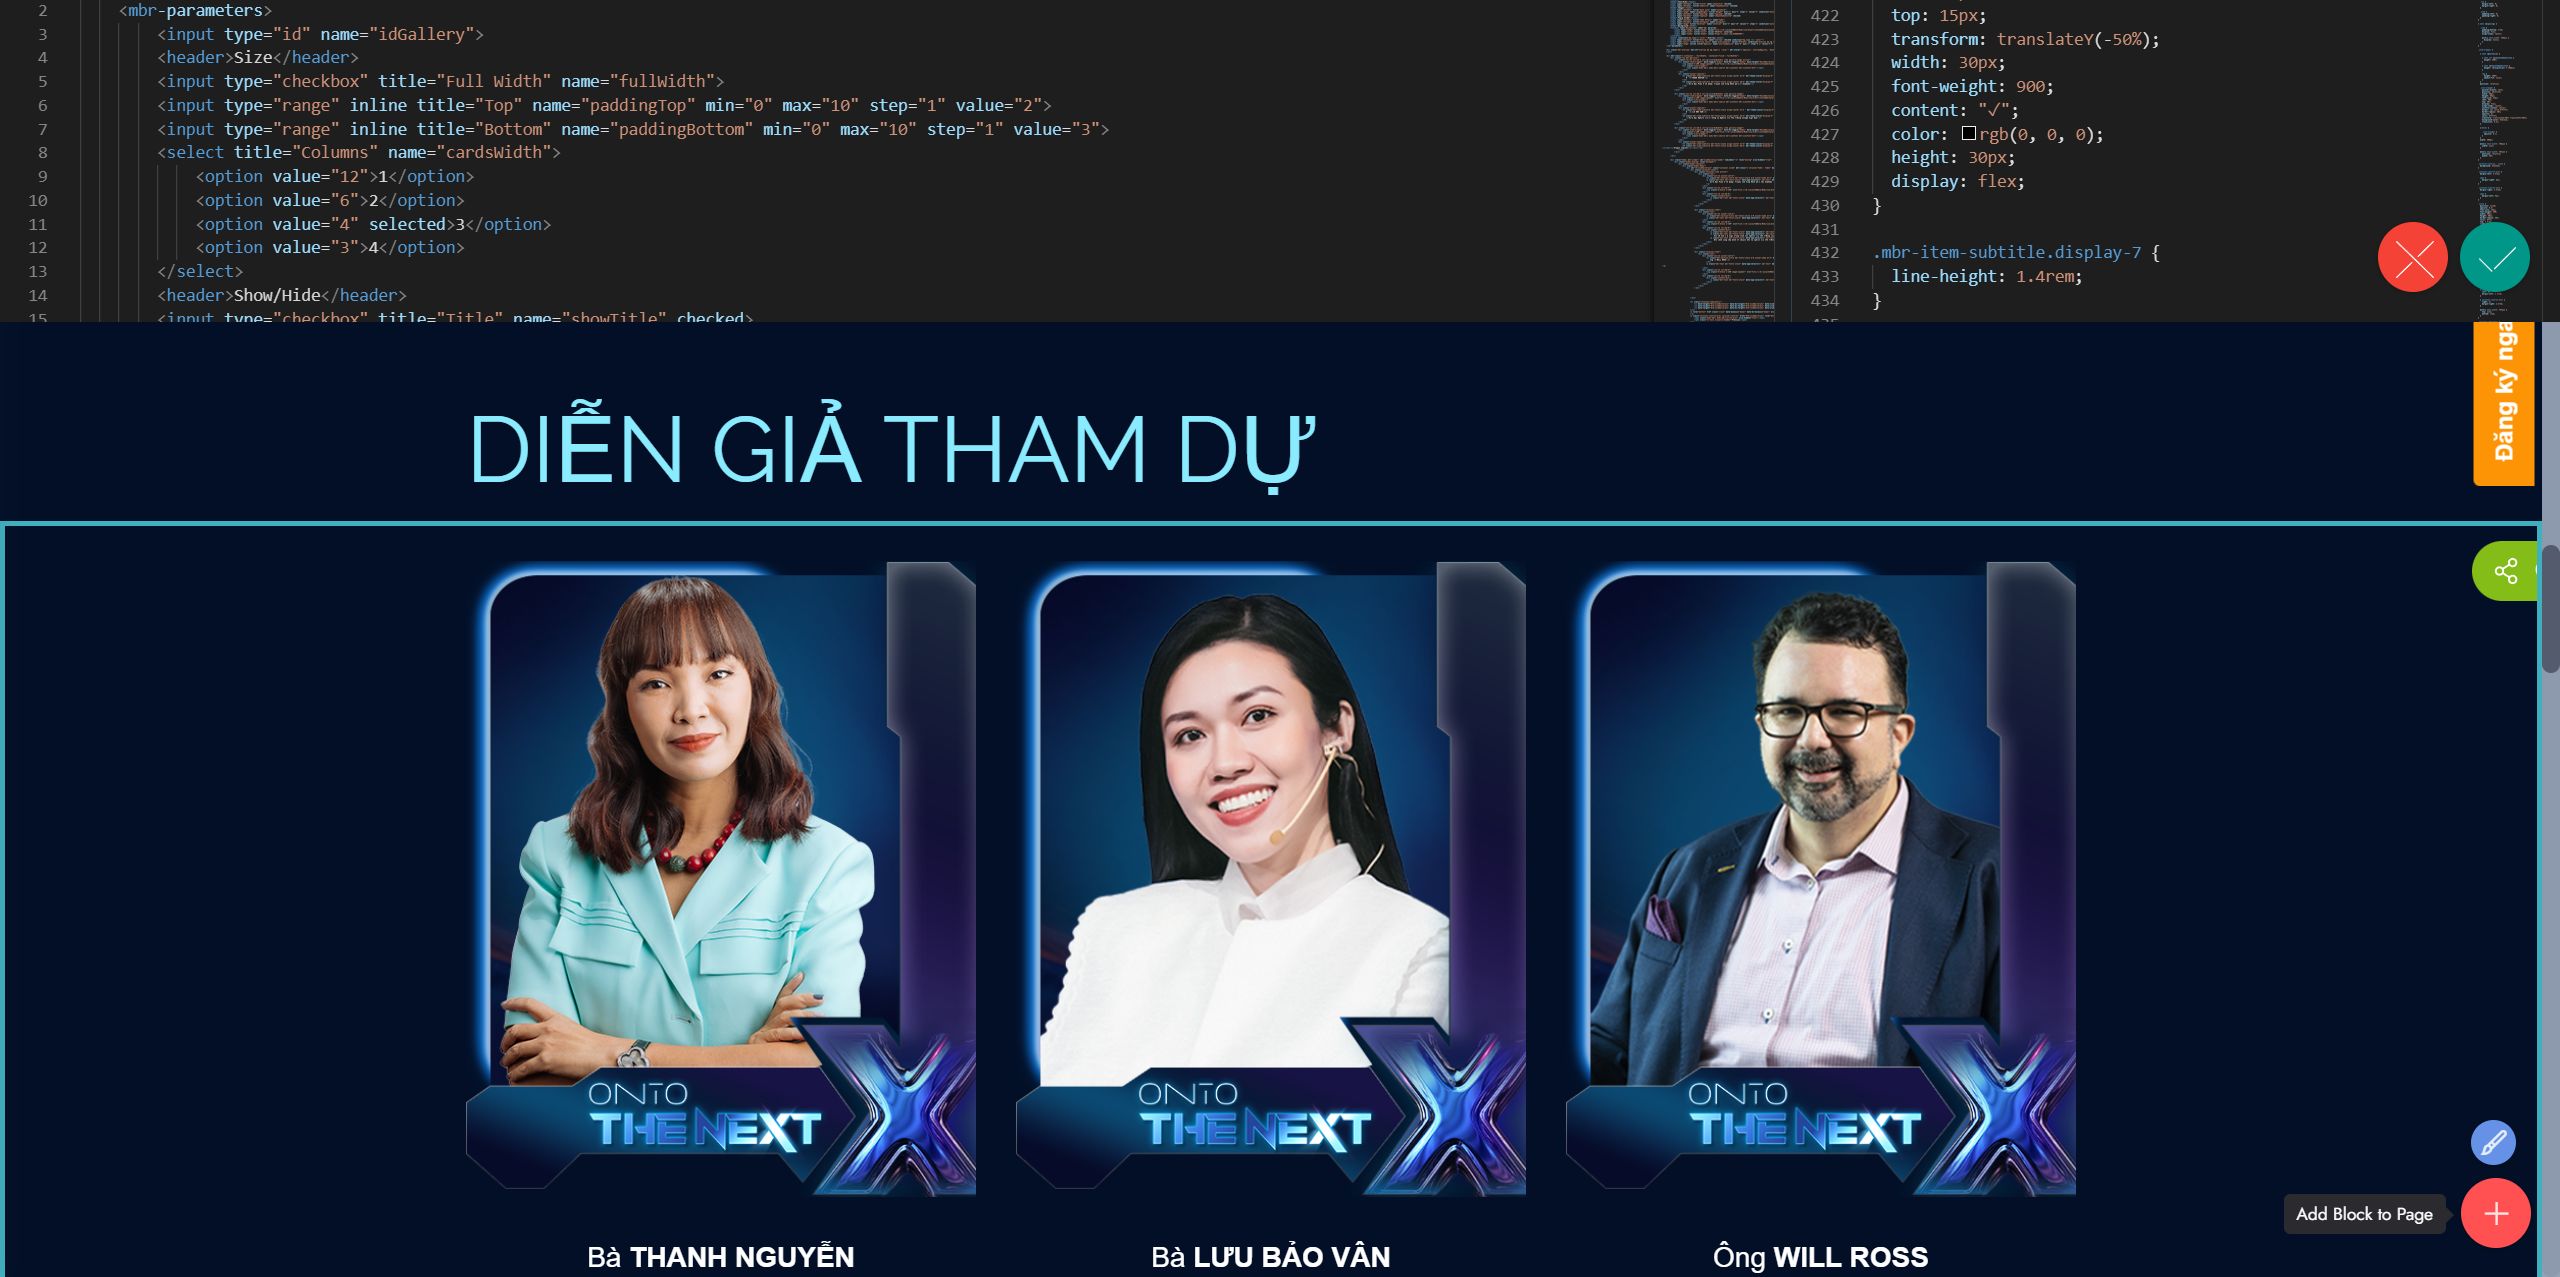 2 <mbr-parameters>
3 <input type="id" name="idGallery">
4 <header>Size</header>
5 <input type="checkbox" title="Full Width" name="fullWidth">
6 <input type="range" inline title="Top" name="paddingTop" min="0" max="10" step="1" value="2">
7 <input type="range" inline title="Bottom" name="paddingBottom" min="0" max="10" step="1" value="3">
8 <select title="Columns" name="cardsWidth">
9 <option value="12">1</option>
10 <option value="6">2</option>
11 <option value="4" selected>3</option>
12 <option value="3">4</option>
13 </select>
14 <header>Show/Hide</header>
15 <input type="checkbox" title="Title" name="showTitle" checked>
422 top: 15px;
423 transform: translateY(-50%);
424 width: 30px;
425 font-weight: 900;
426 content: "✓";
427 color: rgb(0, 0, 0);
428 height: 30px;
429 display: flex;
430 }
431
432 .mbr-item-subtitle.display-7 {
433 line-height: 1.4rem;
434 }
Đăng ký nga
DIỄN GIẢ THAM DỰ
ONTO
THE NEXT
X
ONTO
THE NEXT
X
ONTO
THE NEXT
X
Add Block to Page
Bà THANH NGUYỄN
Bà LƯU BẢO VÂN
Ông WILL ROSS